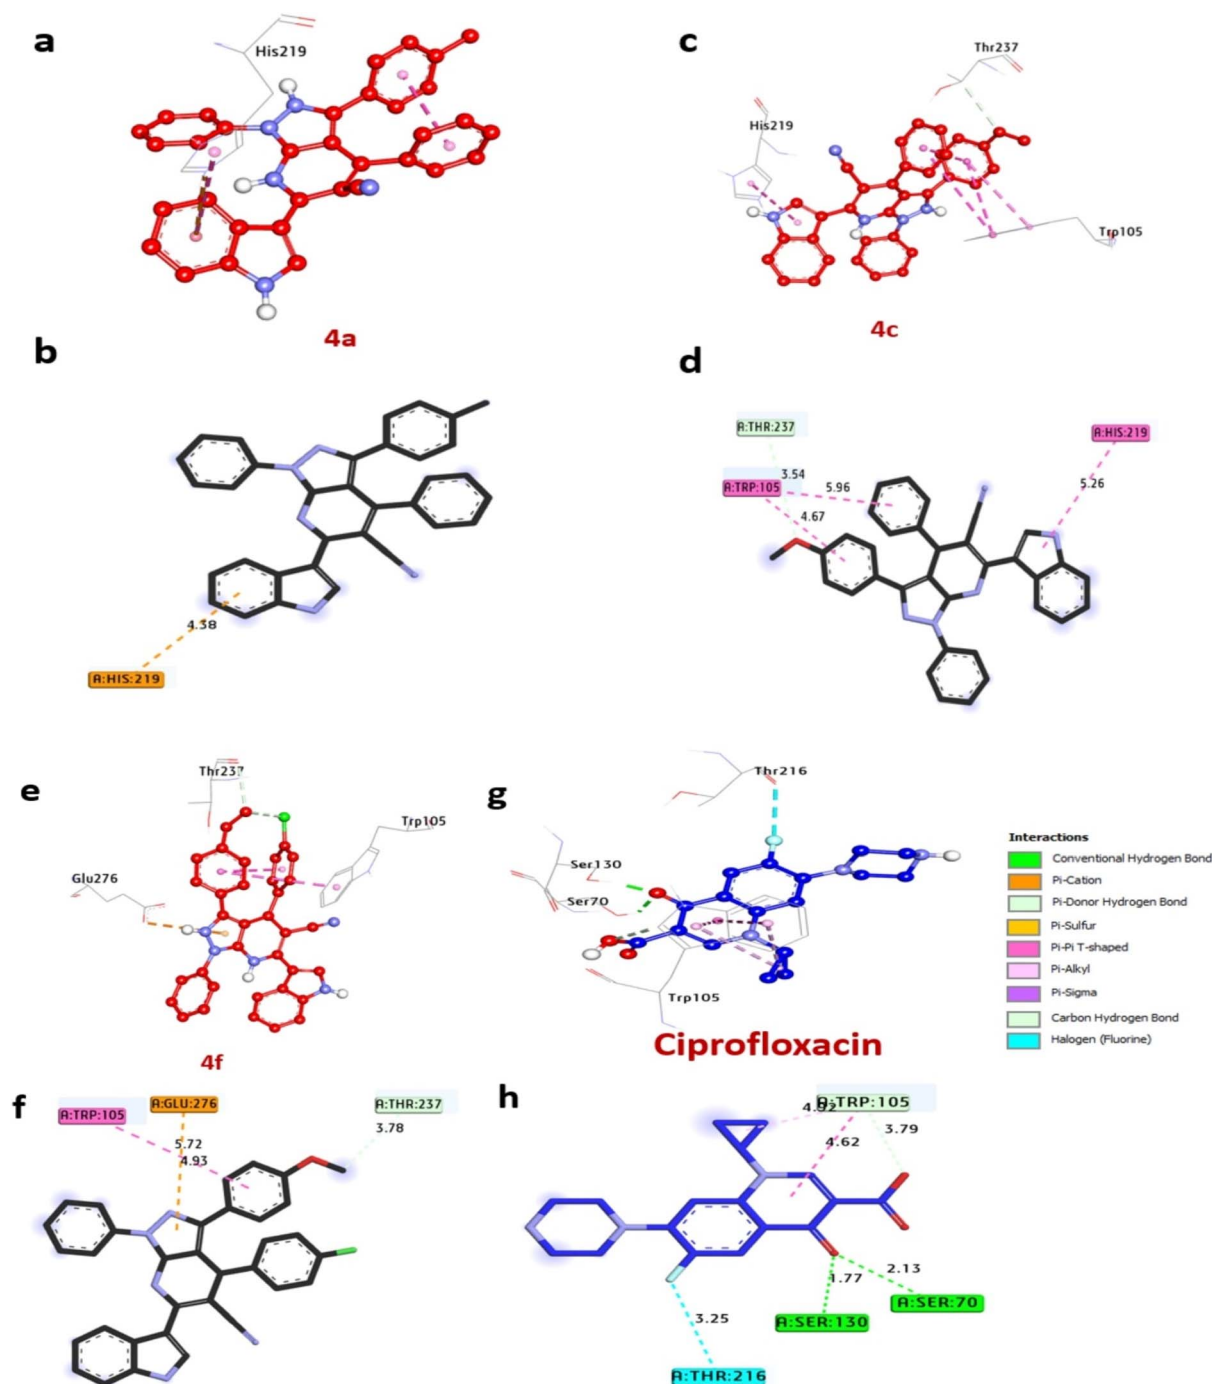 a
His219
4a
c
Thr237
His219
Trp105
4c
b
4.38
A:HIS:219
d
A:THR:237
3.54
A:TRP:105
5.96
4.67
A:HIS:219
5.26
e
Thr237
Trp105
Glu276
4f
g
Thr216
Ser130
Ser70
Trp105
Ciprofloxacin
Interactions
Conventional Hydrogen Bond
Pi-Cation
Pi-Donor Hydrogen Bond
Pi-Sulfur
Pi-Pi T-shaped
Pi-Alkyl
Pi-Sigma
Carbon Hydrogen Bond
Halogen (Fluorine)
f
A:TRP:105
A:GLU:276
A:THR:237
5.72
4.93
3.78
h
TRP:105
4.62
3.79
1.77
2.13
A:SER:70
A:SER:130
3.25
A:THR:216